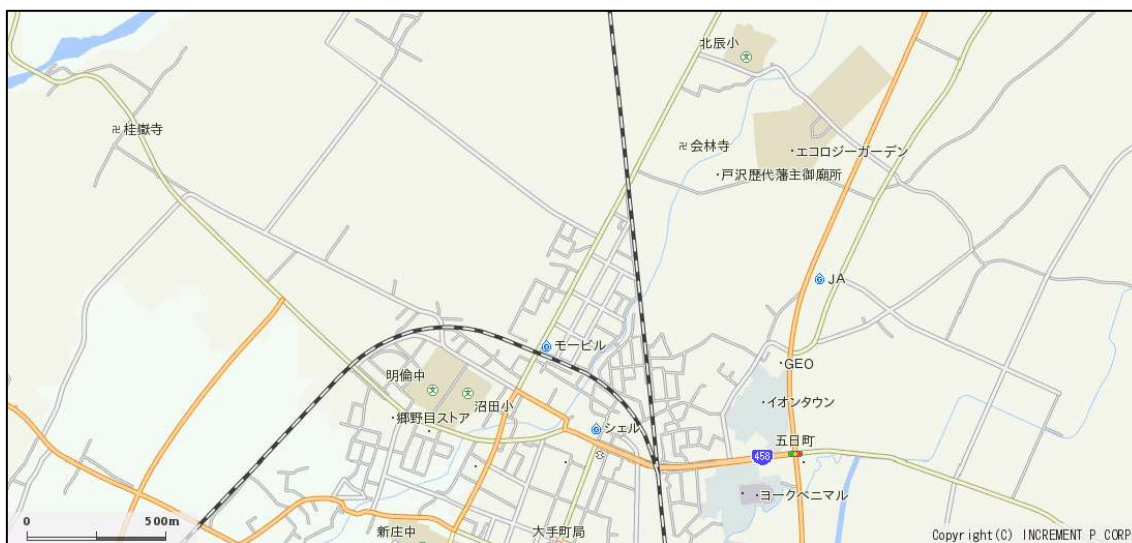 北辰小
卍桂嶽寺
卍会林寺
・エコロジーガーデン
・戸沢歴代藩主御廟所
JA
モービル
・GEO
明倫中
沼田小
・郷野目ストア
・イオンタウン
シェル
五日町
458
・ヨークベニマル
0 500m
新庄中
大手町局
Copyright(C) INCREMENT P CORP